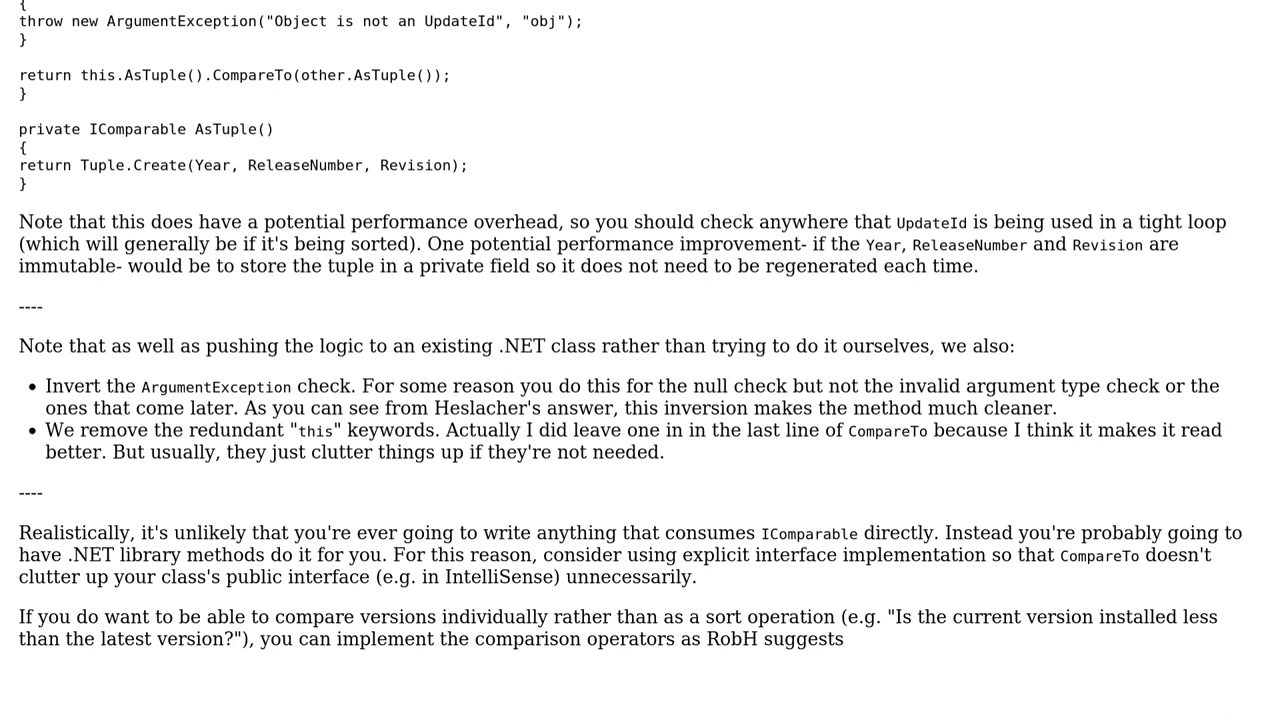 {
throw new ArgumentException("Object is not an UpdateId", "obj");
}
return this.AsTuple().CompareTo(other.AsTuple());
}
private IComparable AsTuple()
{
return Tuple.Create(Year, ReleaseNumber, Revision);
}
Note that this does have a potential performance overhead, so you should check anywhere that UpdateId is being used in a tight loop
(which will generally be if it's being sorted). One potential performance improvement- if the Year, ReleaseNumber and Revision are
immutable- would be to store the tuple in a private field so it does not need to be regenerated each time.
----
Note that as well as pushing the logic to an existing .NET class rather than trying to do it ourselves, we also:
• Invert the ArgumentException check. For some reason you do this for the null check but not the invalid argument type check or the
ones that come later. As you can see from Heslacher's answer, this inversion makes the method much cleaner.
• We remove the redundant "this" keywords. Actually I did leave one in in the last line of CompareTo because I think it makes it read
better. But usually, they just clutter things up if they're not needed.
----
Realistically, it's unlikely that you're ever going to write anything that consumes IComparable directly. Instead you're probably going to
have .NET library methods do it for you. For this reason, consider using explicit interface implementation so that CompareTo doesn't
clutter up your class's public interface (e.g. in IntelliSense) unnecessarily.
If you do want to be able to compare versions individually rather than as a sort operation (e.g. "Is the current version installed less
than the latest version?"), you can implement the comparison operators as RobH suggests